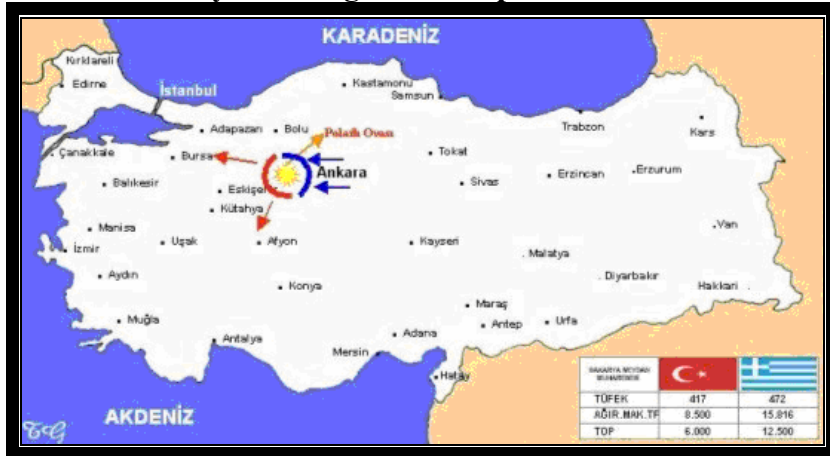 KARADENİZ
Kırklareli
Edirne
İstanbul
Kastamonu
Samsun
Trabzon
Kars
Adapazarı
Bolu
Polatlı Ovası
Çanakkale
Bursa
Tokat
Ankara
Erzincan
Erzurum
Balıkesir
Eskişehir
Sivas
Kütahya
Manisa
Van
İzmir
Uşak
Afyon
Kayseri
Malatya
Aydın
Diyarbakır
Konya
Hakkari
Maraş
Muğla
Antep
Urfa
Antalya
Adana
Mersin
Hatay
AKDENİZ
SAKARYA MEYDAN
MUHAREBESİ
TÜFEK 417 472
AĞIR.MAK.TF 8.500 15.816
TOP 6.000 12.500